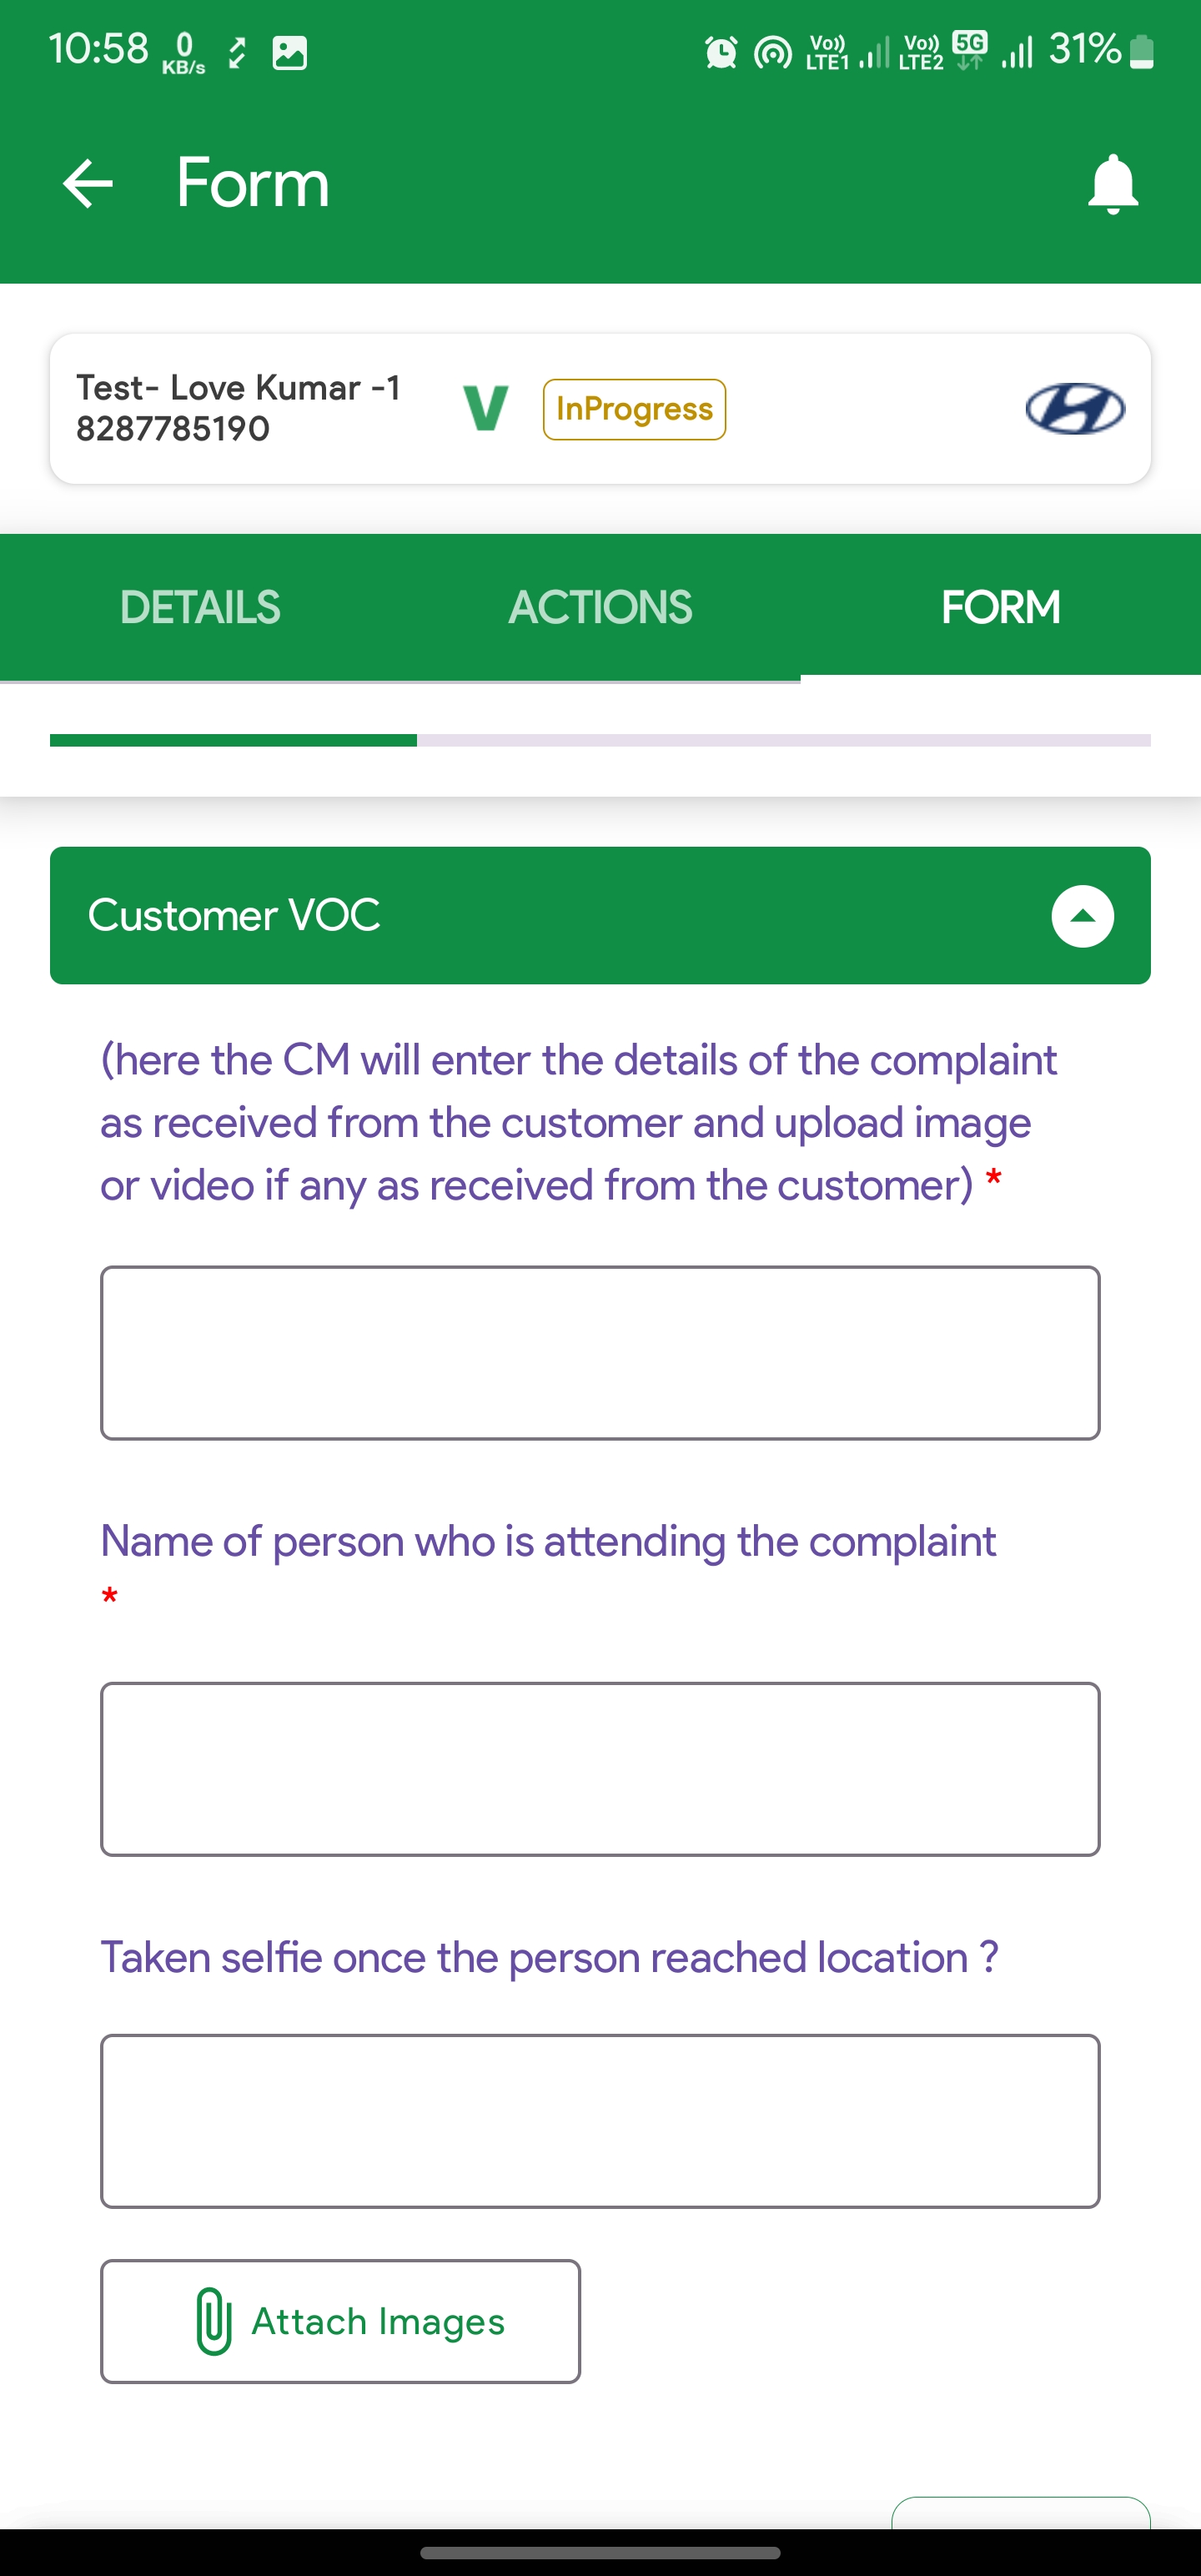 10:58 0 KB/s Vo)) LTE1 Vo)) LTE2 5G 31%
Form
Test- Love Kumar -1
8287785190
V InProgress
DETAILS ACTIONS FORM
Customer VOC
(here the CM will enter the details of the complaint
as received from the customer and upload image
or video if any as received from the customer) *
Name of person who is attending the complaint
*
Taken selfie once the person reached location ?
Attach Images